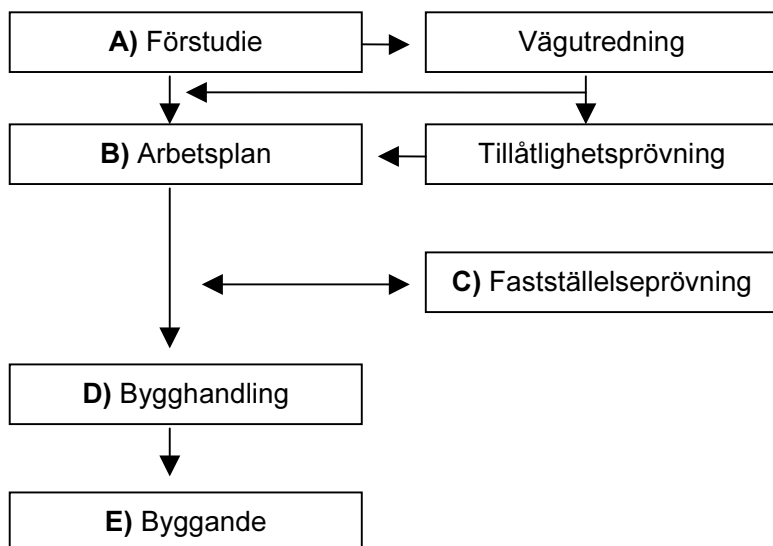 A) Förstudie
Vägutredning
B) Arbetsplan
Tillåtlighetsprövning
C) Fastställelseprövning
D) Bygghandling
E) Byggande